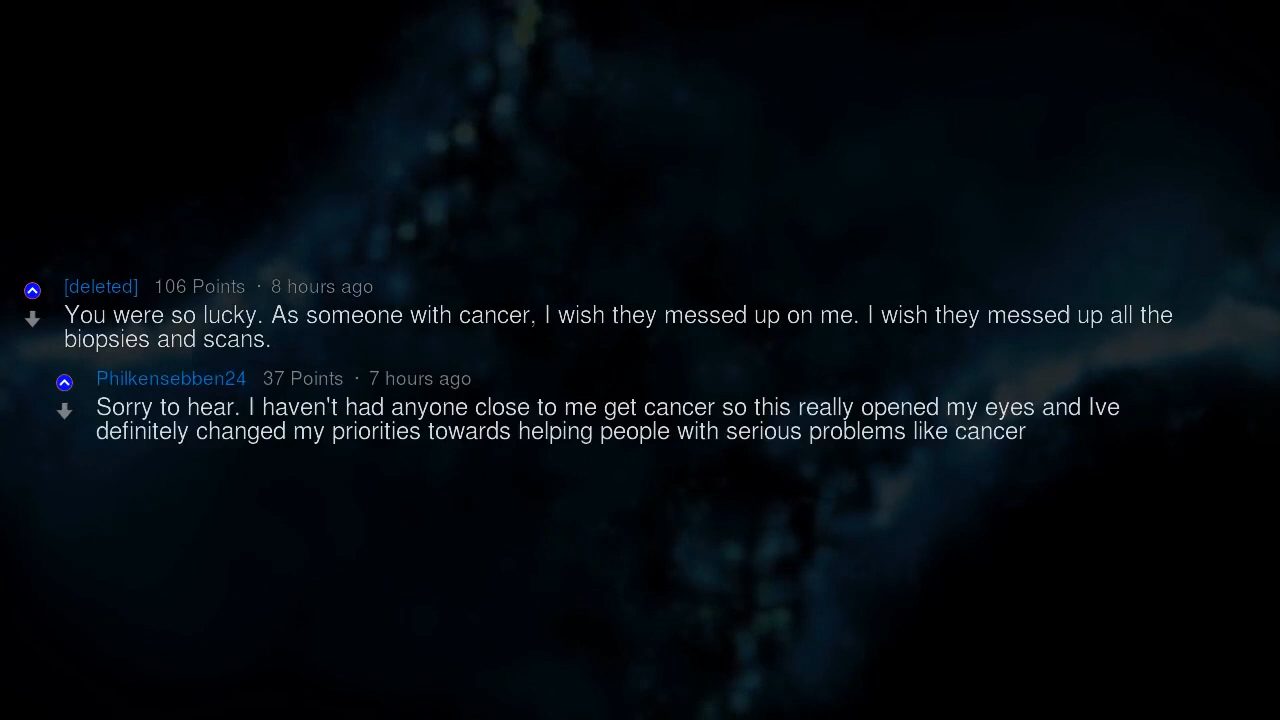 [deleted] 106 Points · 8 hours ago
You were so lucky. As someone with cancer, I wish they messed up on me. I wish they messed up all the
biopsies and scans.
Philkensebben24 37 Points · 7 hours ago
Sorry to hear. I haven't had anyone close to me get cancer so this really opened my eyes and Ive
definitely changed my priorities towards helping people with serious problems like cancer